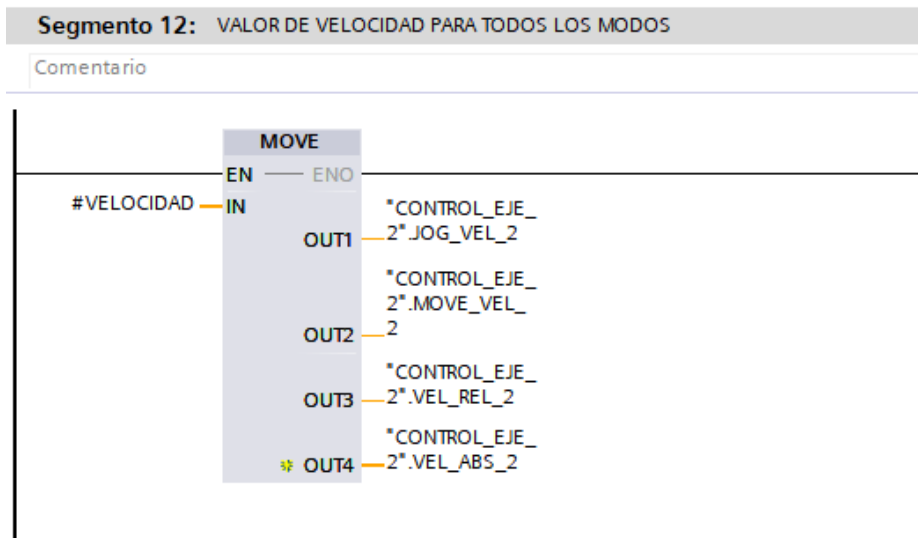 Segmento 12: VALOR DE VELOCIDAD PARA TODOS LOS MODOS
Comentario
MOVE
EN ENO
#VELOCIDAD IN
"CONTROL_EJE_
OUT1 2".JOG_VEL_2
"CONTROL_EJE_
2".MOVE_VEL_
OUT2 2
"CONTROL_EJE_
OUT3 2".VEL_REL_2
"CONTROL_EJE_
OUT4 2".VEL_ABS_2